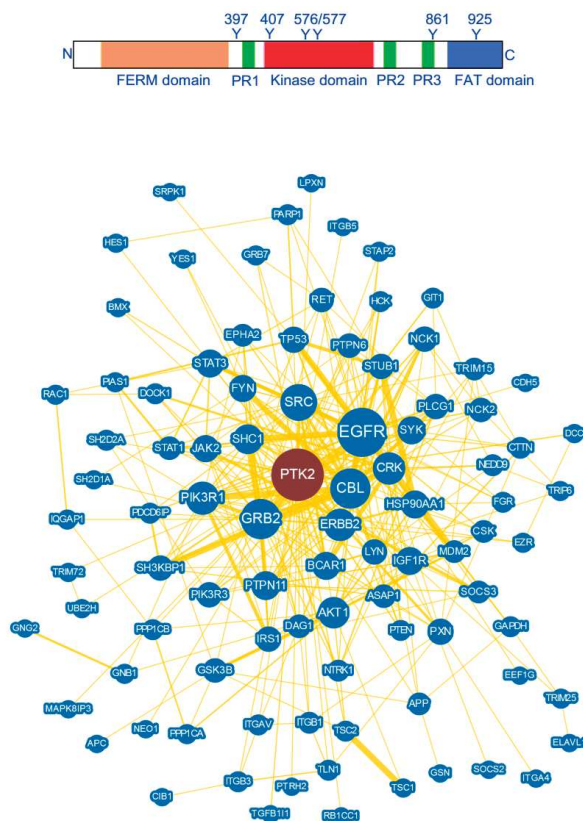 397 407 576/577 861 925
Y Y Y Y Y Y
N C
FERM domain PR1 Kinase domain PR2 PR3 FAT domain
LPXN
SRPK1
PARP1
ITGB5
HES1
YES1
GRB7
STAP2
RET
HCK
GIT1
BMX
EPHA2
TP53
PTPN6
NCK1
STAT3
STUB1
TRIM15
PIAS1
FYN
CDH5
RAC1
DOCK1
SRC
PLCG1
NCK2
EGFR
SYK
DCC
SH2D2A
STAT1
JAK2
SHC1
CTTN
CRK
NEDD9
PTK2
SH2D1A
CBL
TRIP6
PIK3R1
HSP90AA1
FGR
IQGAP1
PDCD6IP
GRB2
ERBB2
CSK
EZR
LYN
MDM2
TRIM72
SH3KBP1
BCAR1
IGF1R
PTPN11
SOCS3
UBE2H
PIK3R3
ASAP1
AKT1
GNG2
PPP1CB
DAG1
PTEN
PXN
GAPDH
IRS1
GNB1
GSK3B
NTRK1
EEF1G
MAPK8IP3
APP
TRIM25
NEO1
ITGAV
ITGB1
PPP1CA
TSC2
APC
ELAVL1
TLN1
GSN
SOCS2
ITGB3
PTRH2
TSC1
ITGA4
CIB1
TGFB1I1
RB1CC1